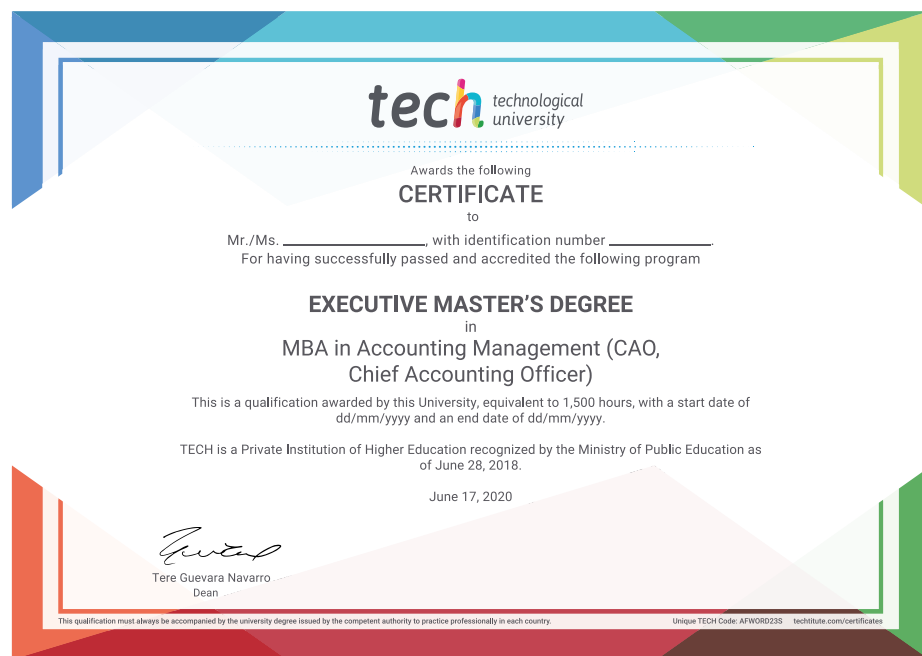 tech technological
university
Awards the following
CERTIFICATE
to
Mr./Ms. ____________________, with identification number ______________.
For having successfully passed and accredited the following program
EXECUTIVE MASTER'S DEGREE
in
MBA in Accounting Management (CAO,
Chief Accounting Officer)
This is a qualification awarded by this University, equivalent to 1,500 hours, with a start date of
dd/mm/yyyy and an end date of dd/mm/yyyy.
TECH is a Private Institution of Higher Education recognized by the Ministry of Public Education as
of June 28, 2018.
June 17, 2020
Tere Guevara Navarro
Dean
This qualification must always be accompanied by the university degree issued by the competent authority to practice professionally in each country. Unique TECH Code: AFWORD23S techtitute.com/certificates